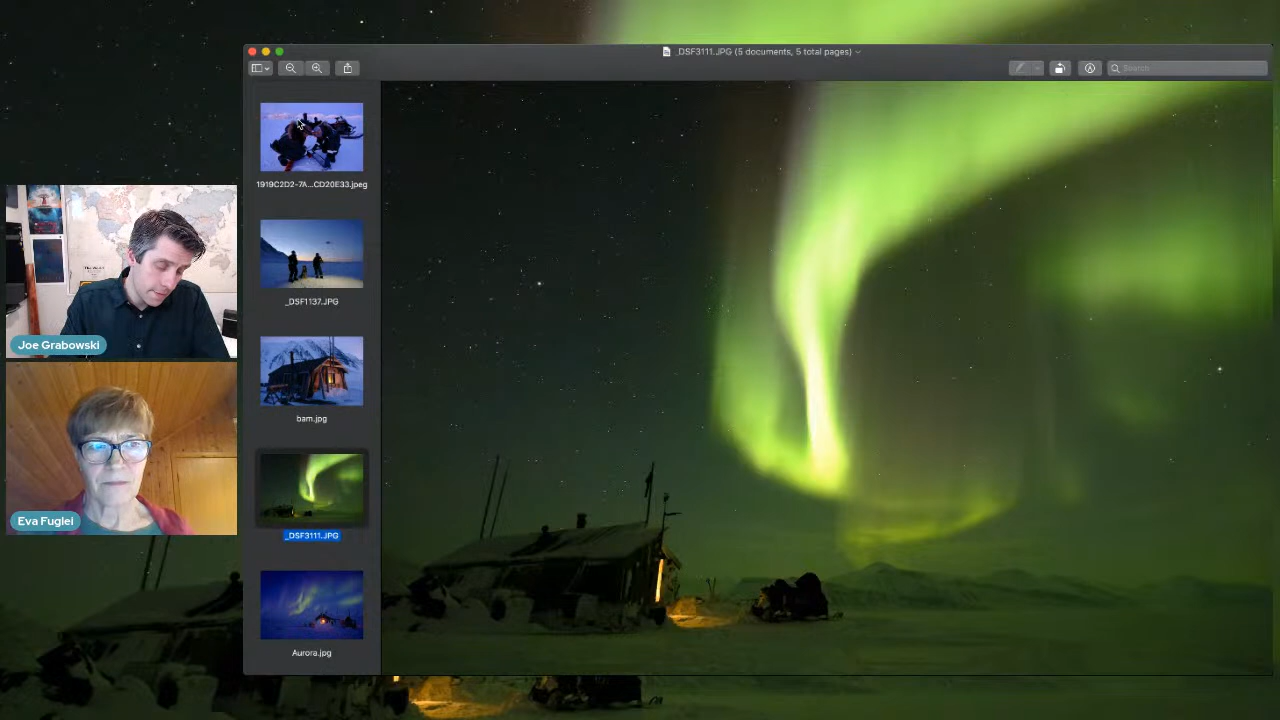 _DSF3111.JPG (5 documents, 5 total pages)
Search
1919C2D2-7A...CD20E33.jpeg
_DSF1137.JPG
bam.jpg
_DSF3111.JPG
Aurora.jpg
Joe Grabowski
Eva Fuglei